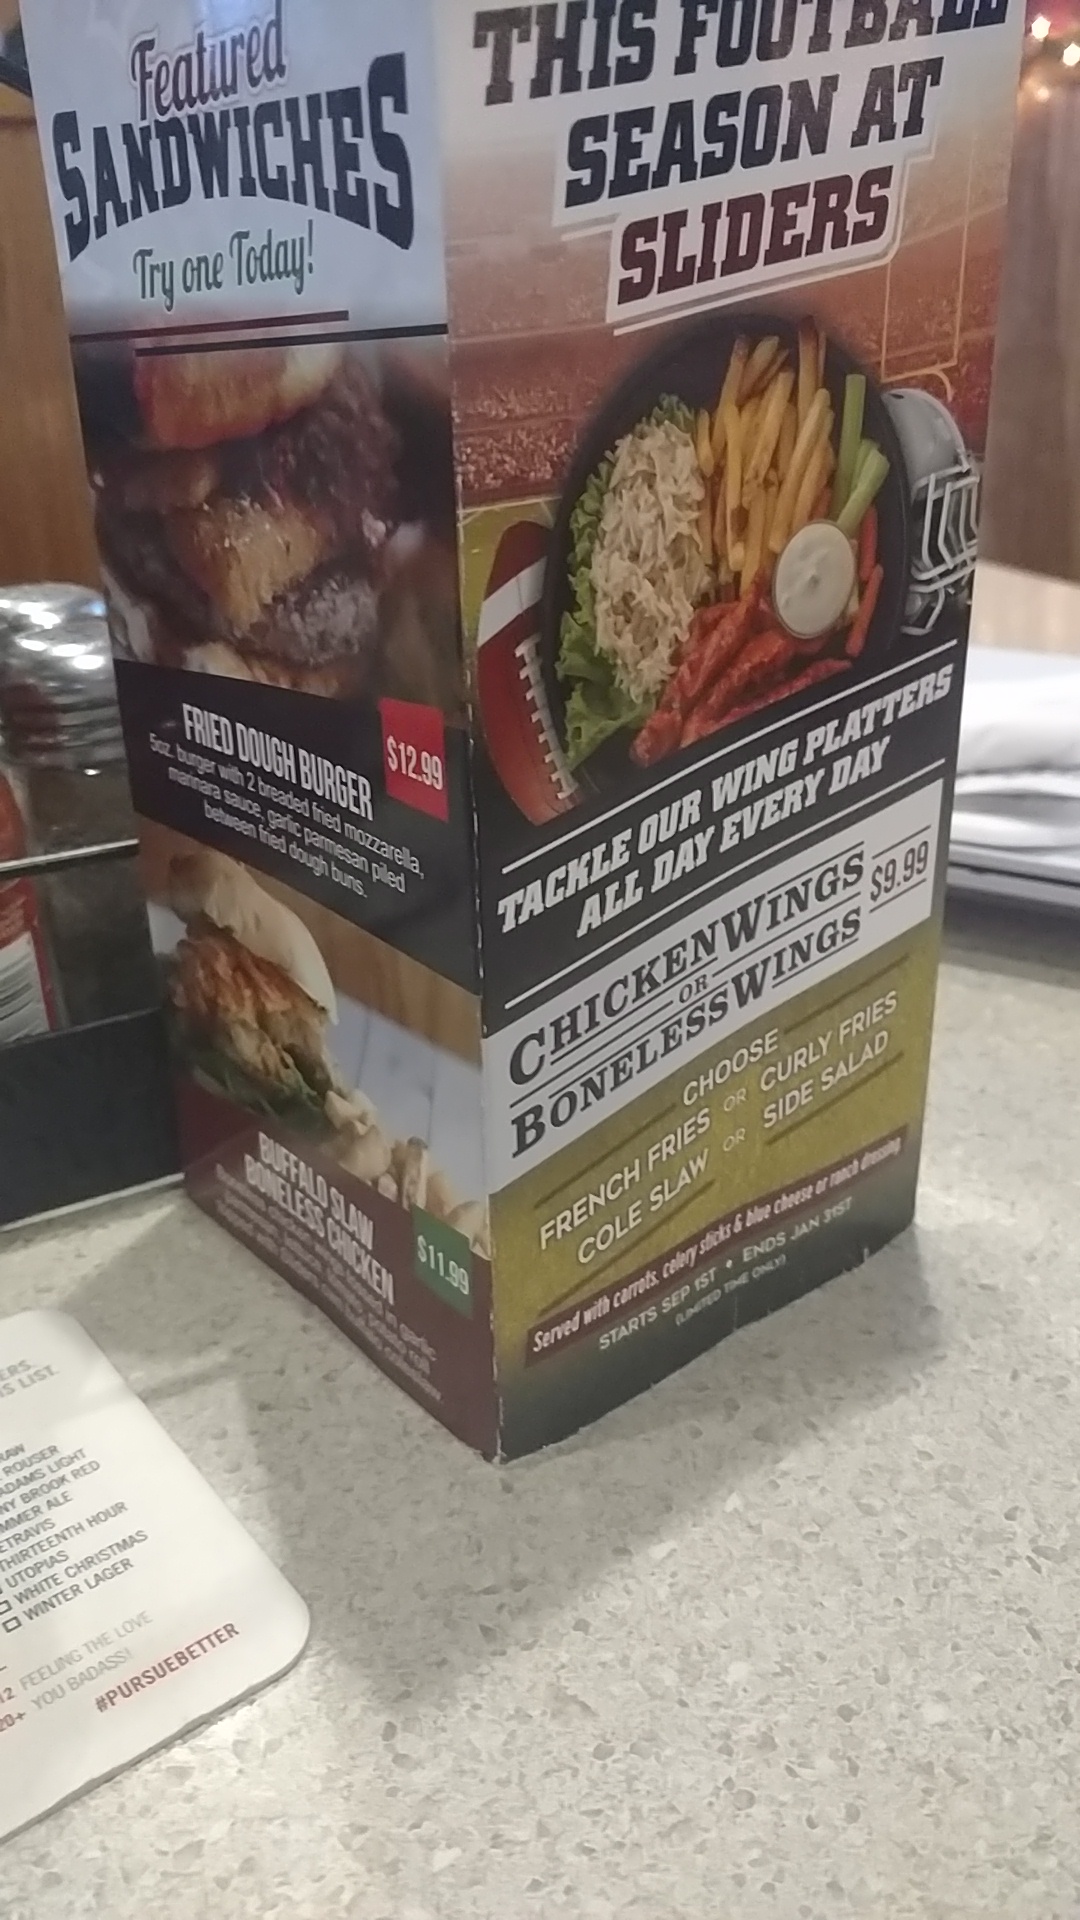 Featured
SANDWICHES
Try one Today!
FRIED DOUGH BURGER
$12.99
5oz. burger with 2 breaded fried mozzarella,
marinara sauce, garlic parmesan piled
between fried dough buns.
BUFFALO SLAW
BONELESS CHICKEN
$11.99
THIS FOOTBALL
SEASON AT
SLIDERS
TACKLE OUR WING PLATTERS
ALL DAY EVERY DAY
CHICKEN WINGS
OR
BONELESS WINGS
$9.99
CHOOSE
FRENCH FRIES OR CURLY FRIES
COLE SLAW OR SIDE SALAD
Served with carrots, celery sticks & blue cheese or ranch dressing
STARTS SEP 1ST • ENDS JAN 31ST
(LIMITED TIME ONLY)
LIST.
ROUSER
ADAMS LIGHT
BROOK RED
ALE
THIRTEENTH HOUR
UTOPIAS
WHITE CHRISTMAS
WINTER LAGER
12 FEELING THE LOVE
20+ YOU BADASS!
#PURSUEBETTER